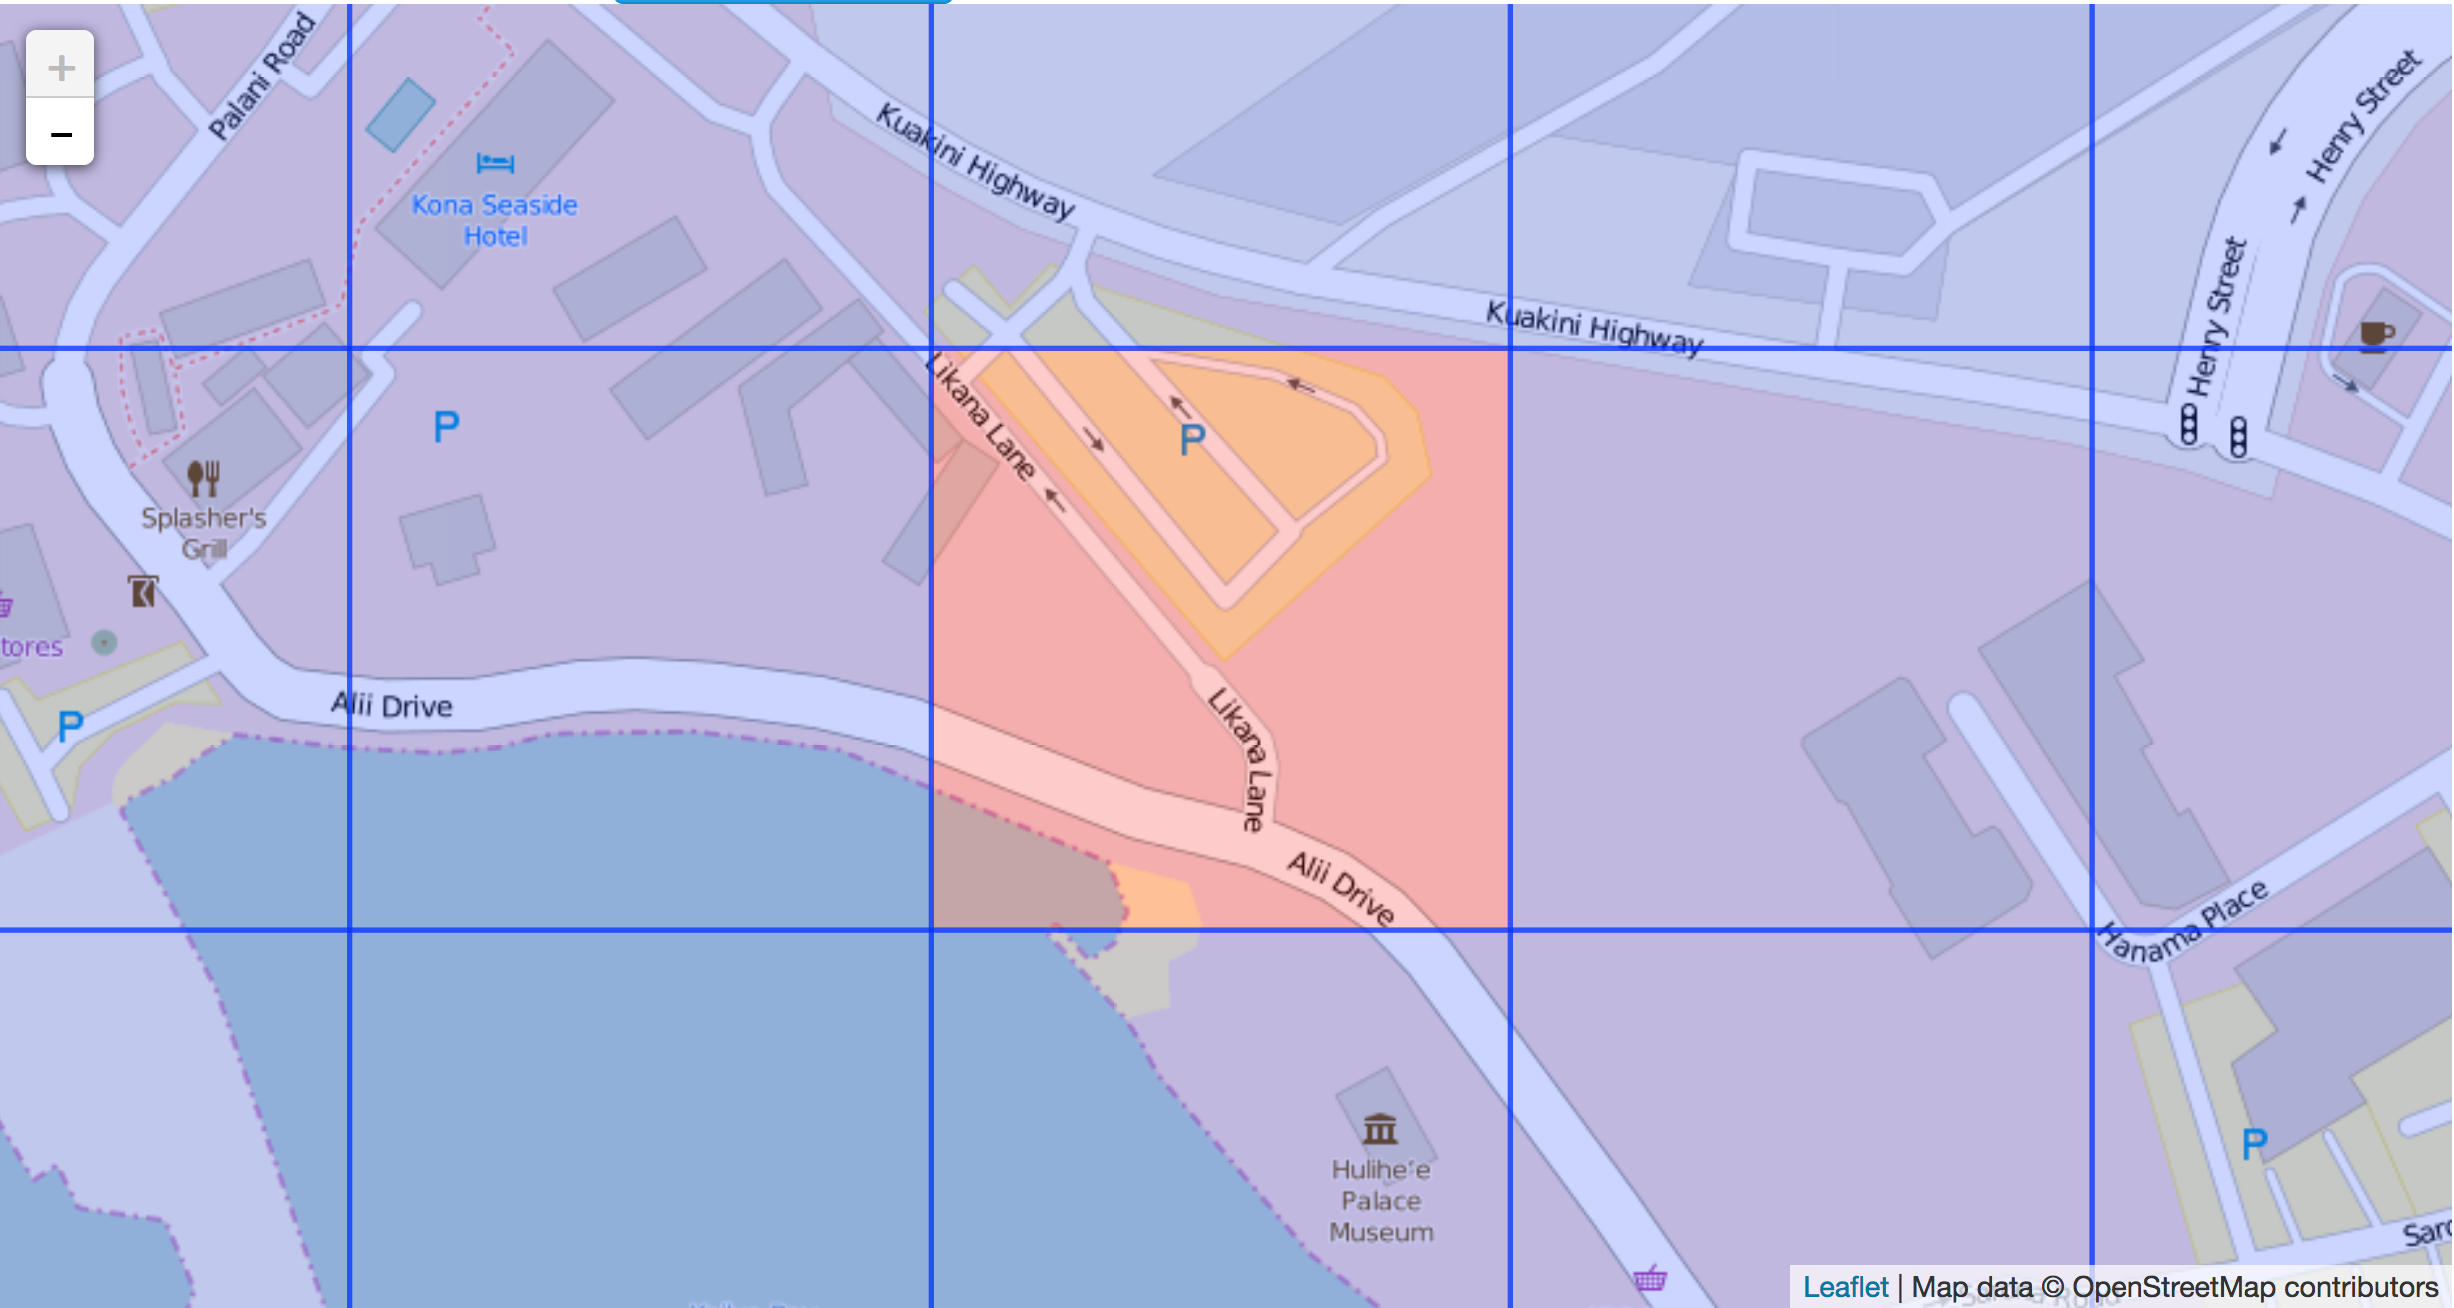 +
−
Palani Road
Kuakini Highway
Henry Street
Kona Seaside
Hotel
Henry Street
Kuakini Highway
Likana Lane
P
P
Splasher's
Grill
tores
Alii Drive
P
Likana Lane
Alii Drive
Hanama Place
Hulihe'e
Palace
Museum
P
Leaflet | Map data © OpenStreetMap contributors